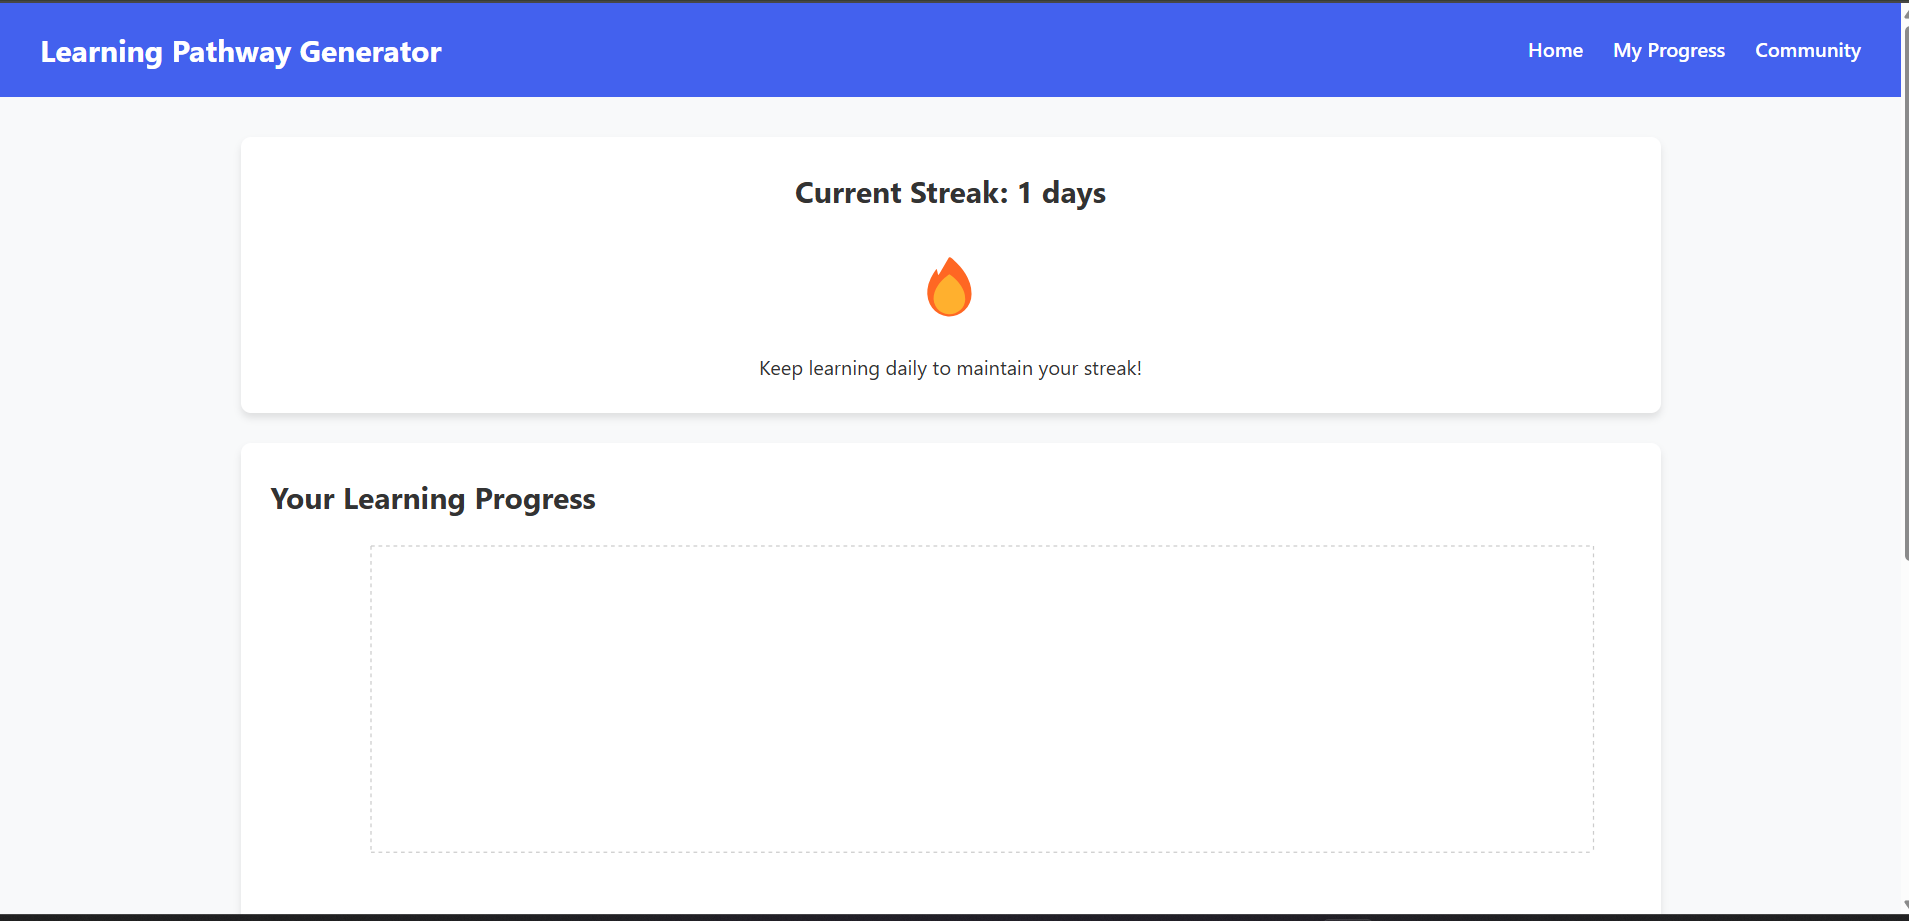 Learning Pathway Generator
Home My Progress Community
Current Streak: 1 days
Keep learning daily to maintain your streak!
Your Learning Progress